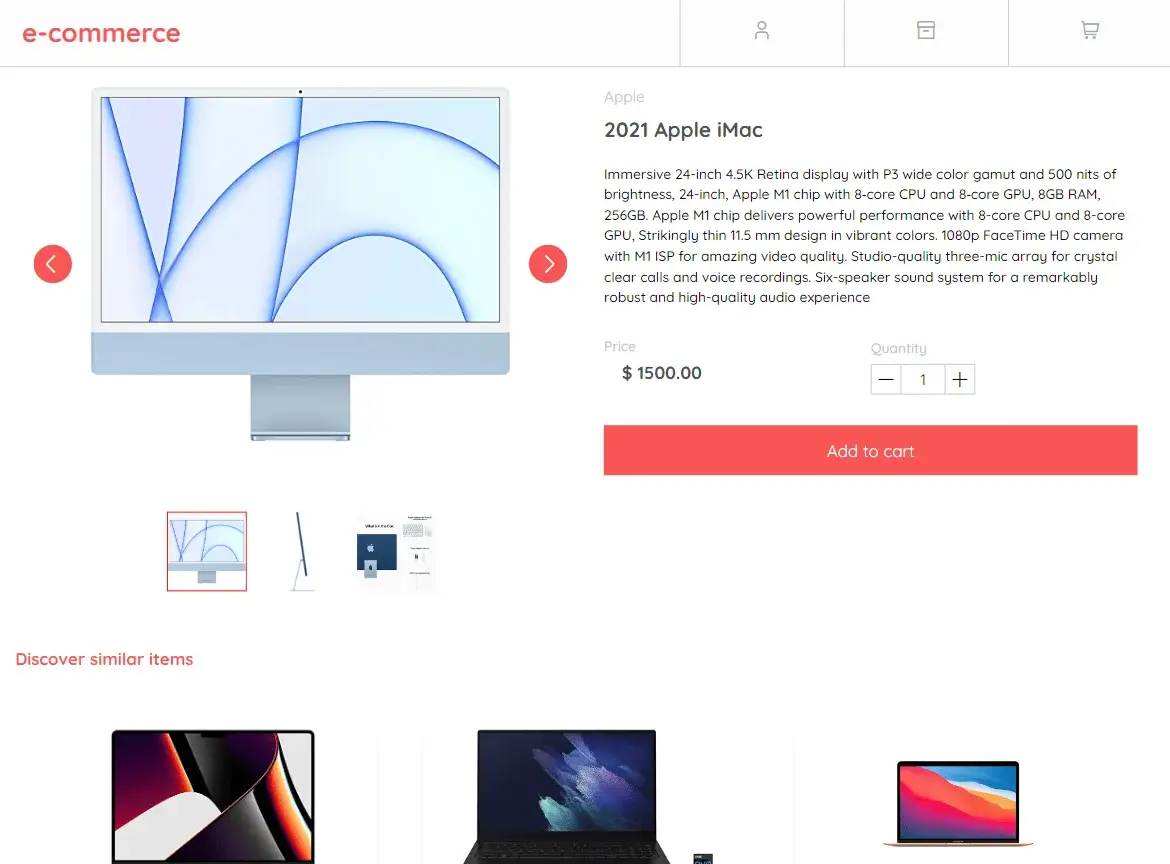 e-commerce
Apple
2021 Apple iMac
Immersive 24-inch 4.5K Retina display with P3 wide color gamut and 500 nits of
brightness, 24-inch, Apple M1 chip with 8-core CPU and 8-core GPU, 8GB RAM,
256GB. Apple M1 chip delivers powerful performance with 8-core CPU and 8-core
GPU, Strikingly thin 11.5 mm design in vibrant colors. 1080p FaceTime HD camera
with M1 ISP for amazing video quality. Studio-quality three-mic array for crystal
clear calls and voice recordings. Six-speaker sound system for a remarkably
robust and high-quality audio experience
Price
Quantity
$ 1500.00
1
Add to cart
What's in the Box
Discover similar items